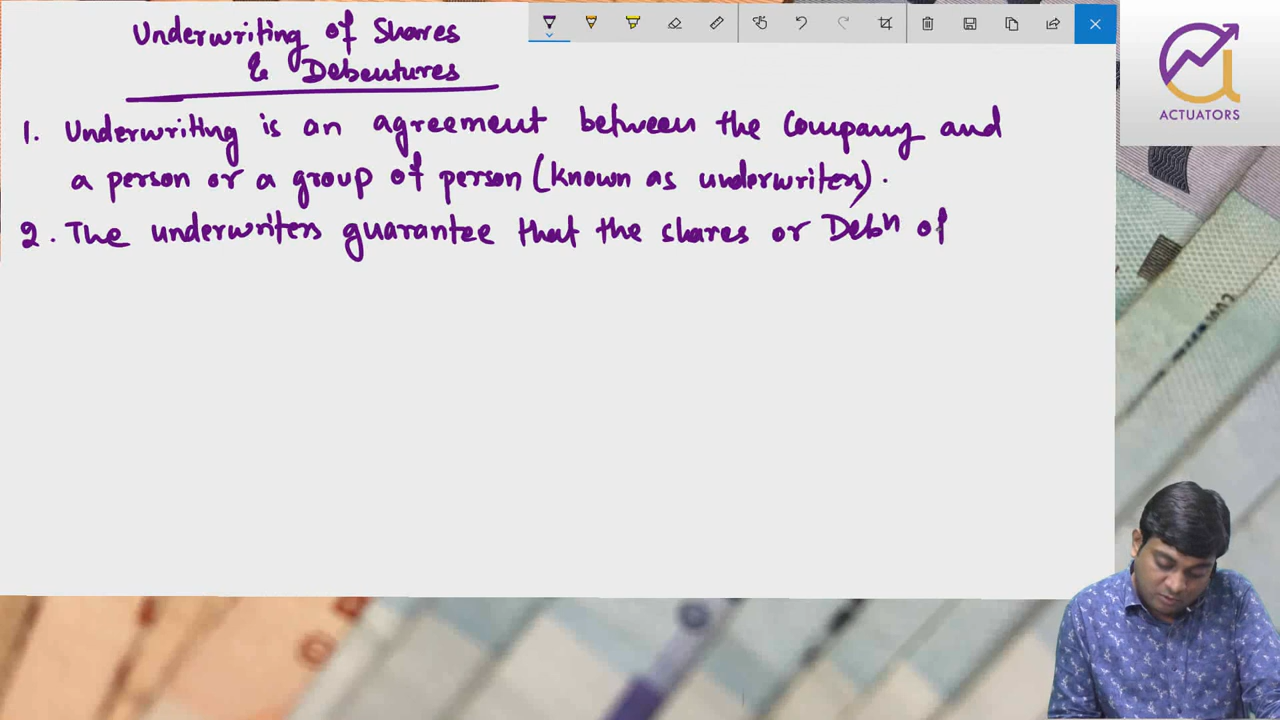 Underwriting of Shares
& Debentures
1. Underwriting is an agreement between the Company and
a person or a group of person (known as underwriters).
2. The underwriters guarantee that the shares or Debn of
ACTUATORS